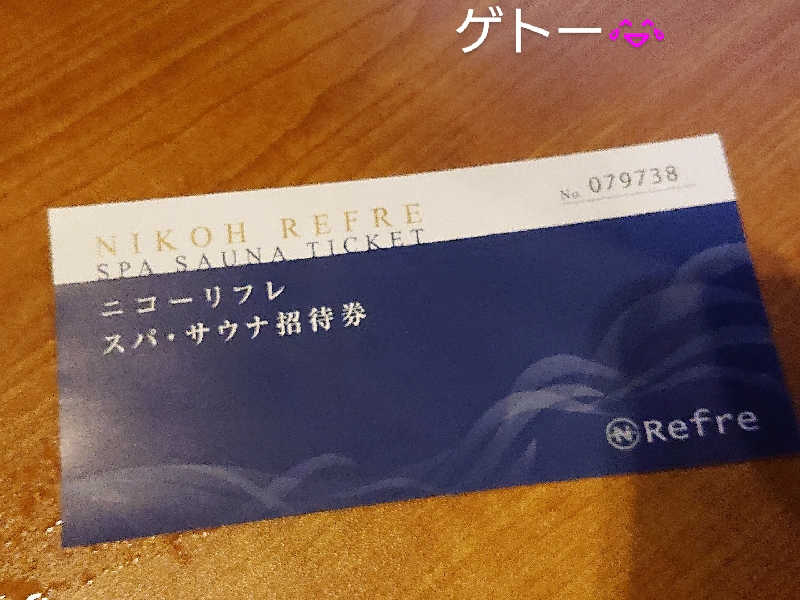 ゲトー😂
No. 079738
NIKOH REFRE
SPA SAUNA TICKET
ニコーリフレ
スパ・サウナ招待券
N Refre